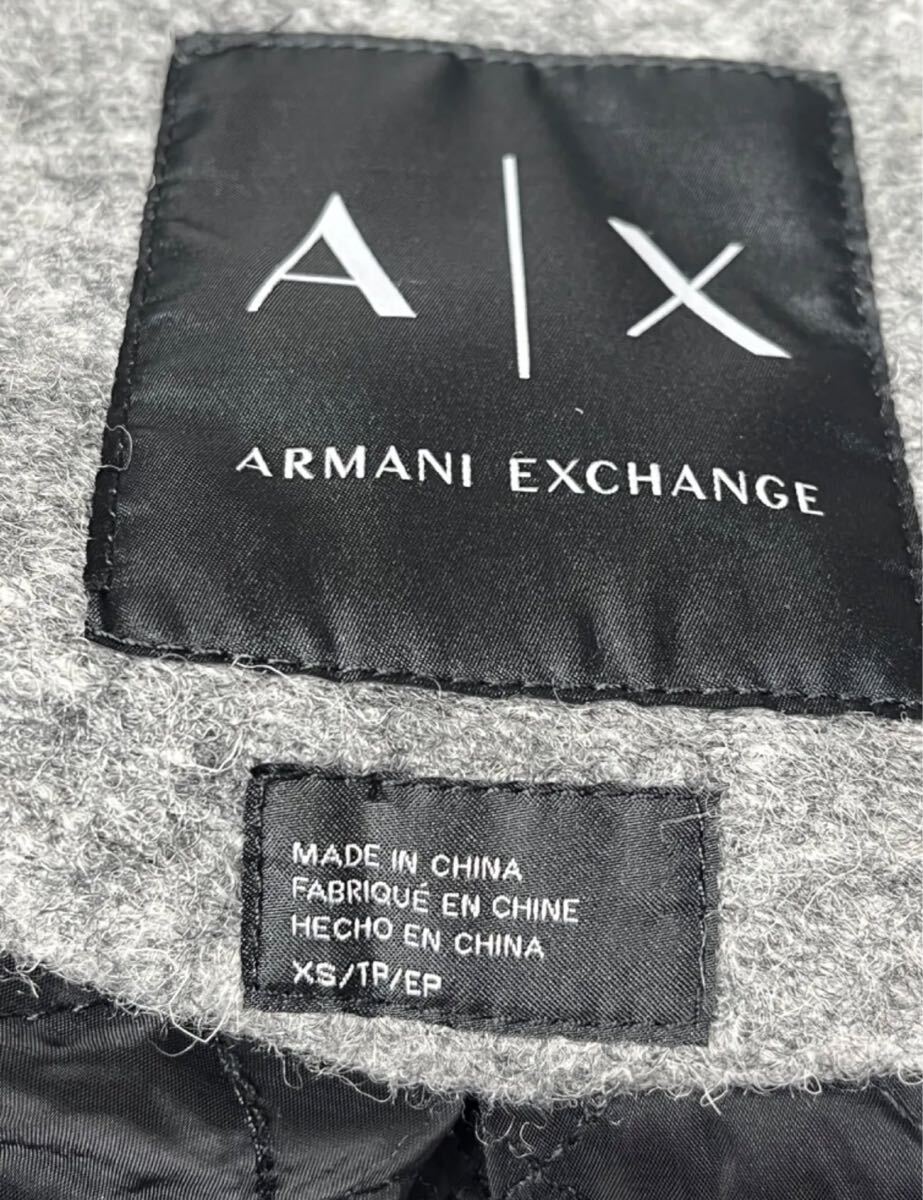 A|X
ARMANI EXCHANGE
MADE IN CHINA
FABRIQUÉ EN CHINE
HECHO EN CHINA
XS/TP/EP